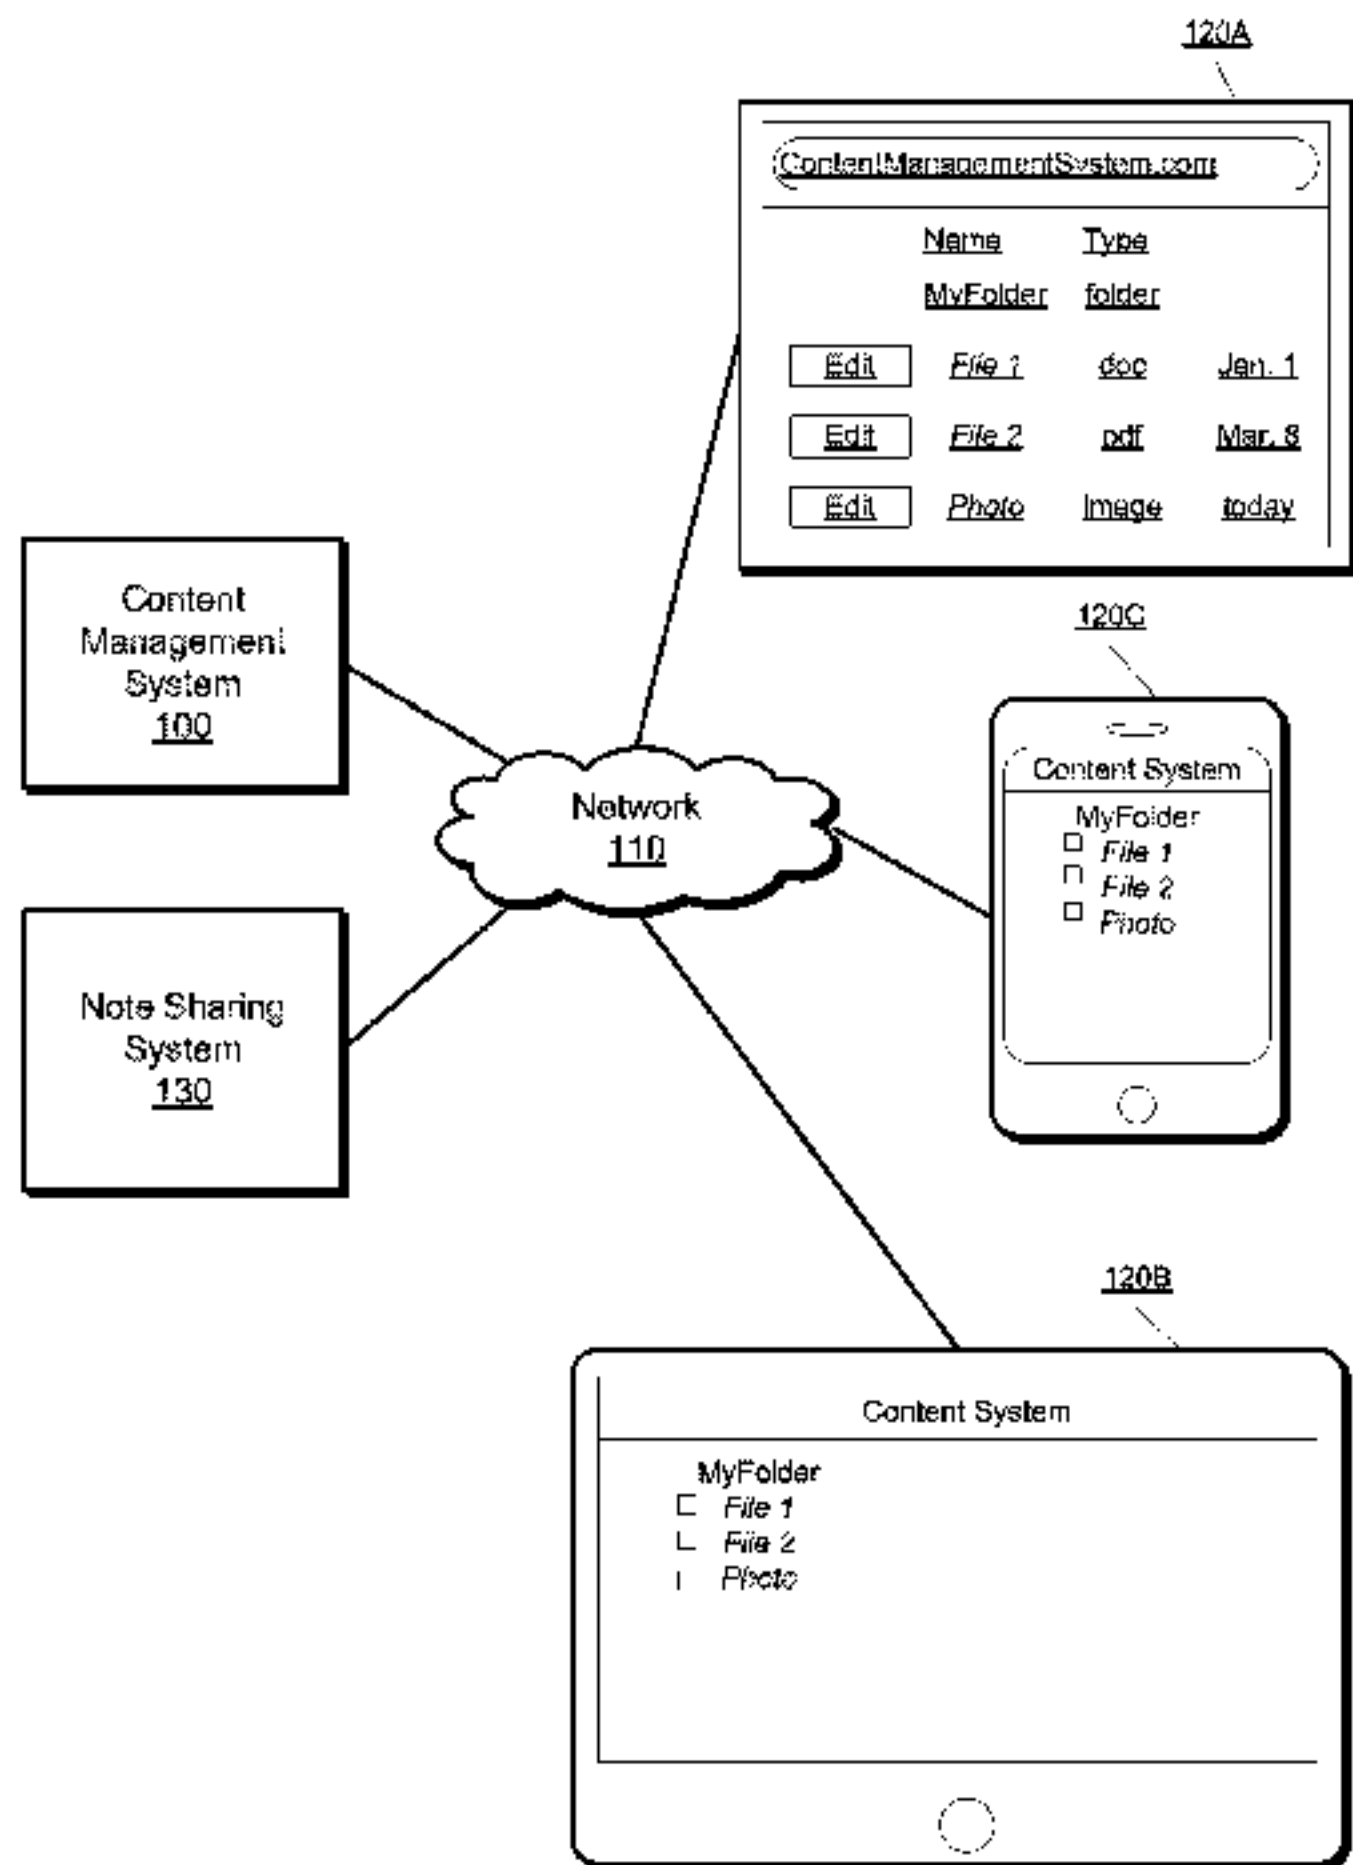 120A
ContentManagementSystem.com
Name Type
MyFolder folder
Edit File 1 doc Jan. 1
Edit File 2 pdf Mar. 8
Edit Photo Image today
Content
Management
System
100
120C
Content System
MyFolder
File 1
File 2
Photo
Network
110
Note Sharing
System
130
120B
Content System
MyFolder
File 1
File 2
Photo